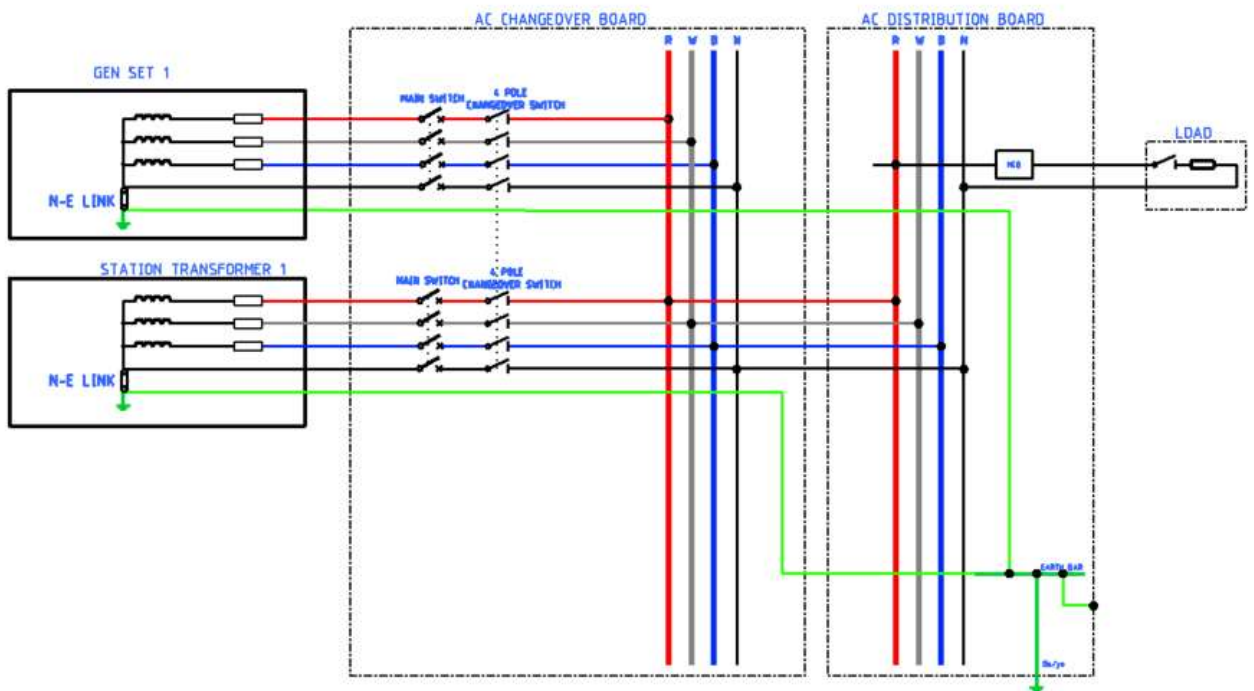 AC CHANGEOVER BOARD
AC DISTRIBUTION BOARD
R W B N
R W B N
GEN SET 1
MAIN SWITCH
4 POLE
CHANGEOVER SWITCH
LOAD
MCB
N-E LINK
STATION TRANSFORMER 1
MAIN SWITCH
4 POLE
CHANGEOVER SWITCH
N-E LINK
EARTH BAR